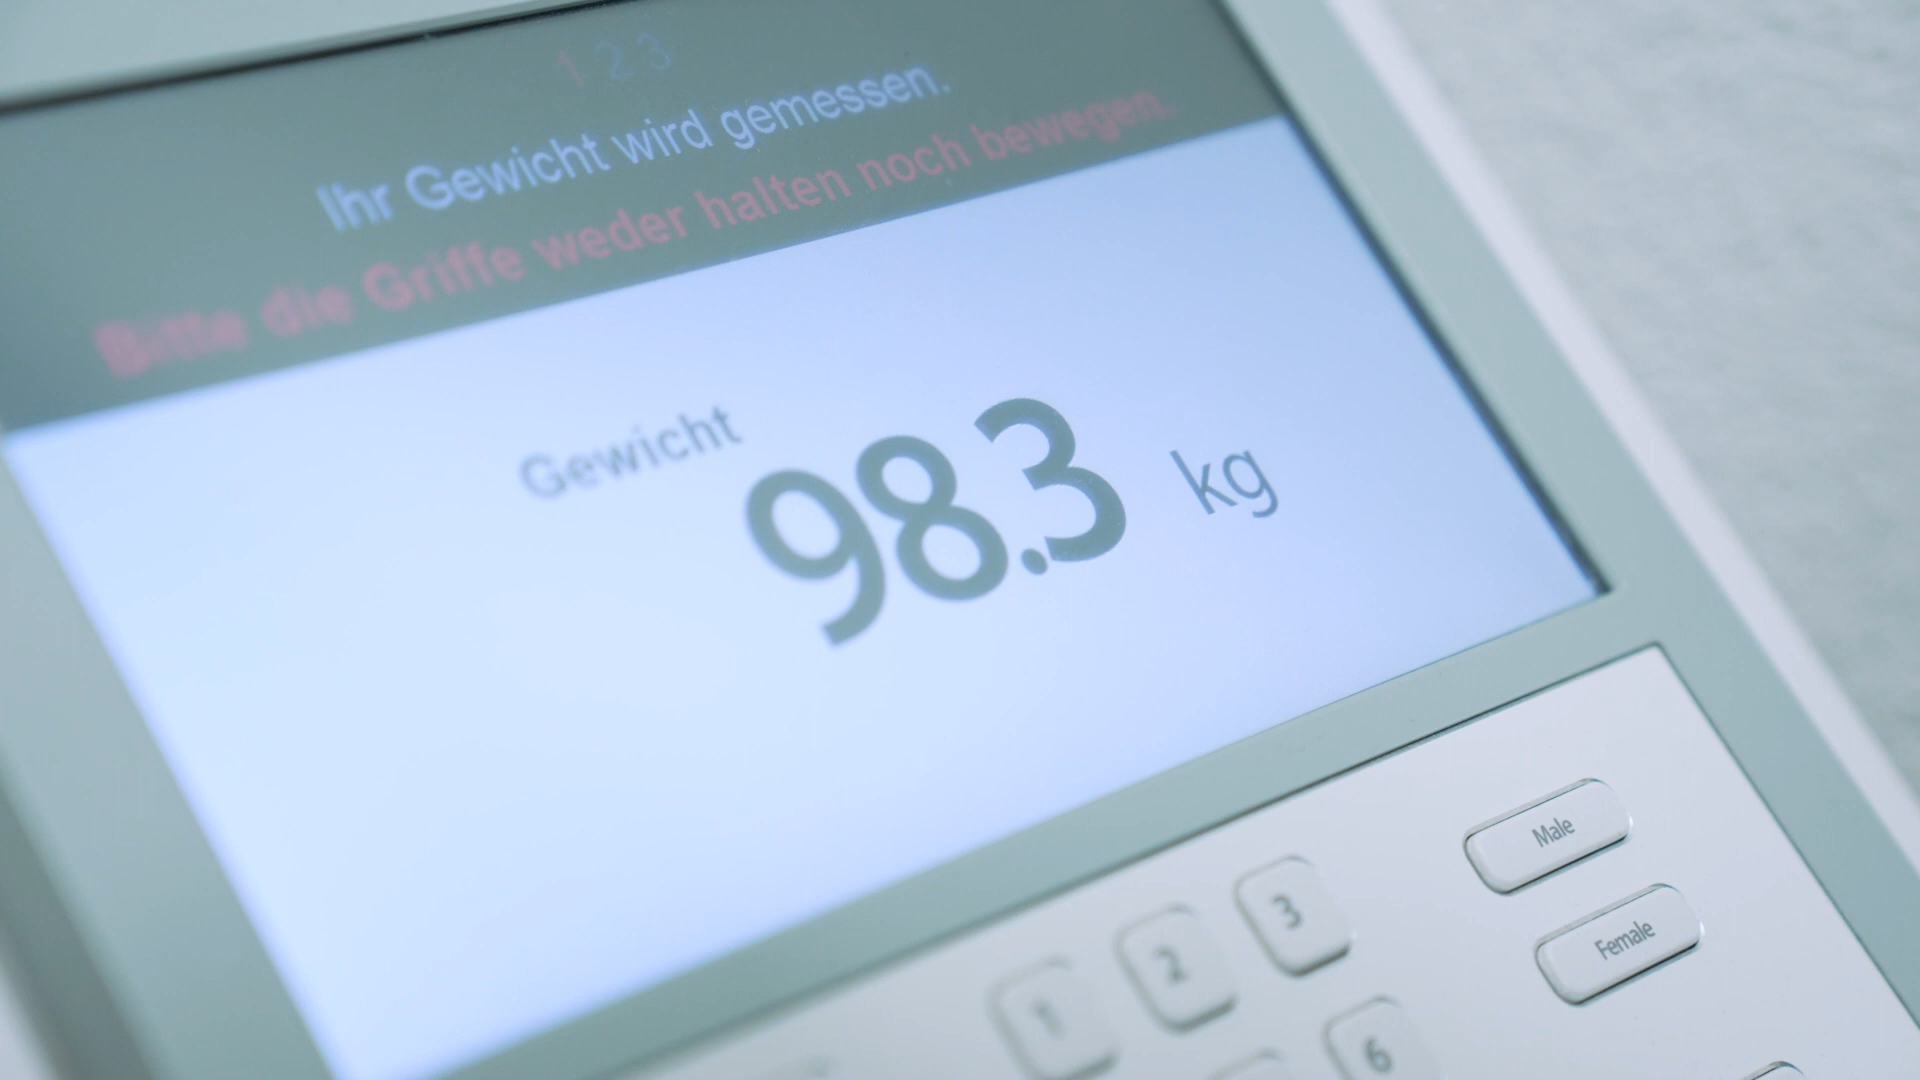 1 2 3
Ihr Gewicht wird gemessen.
Bitte die Griffe weder halten noch bewegen.
Gewicht 98.3 kg
Male
1 2 3
Female
6